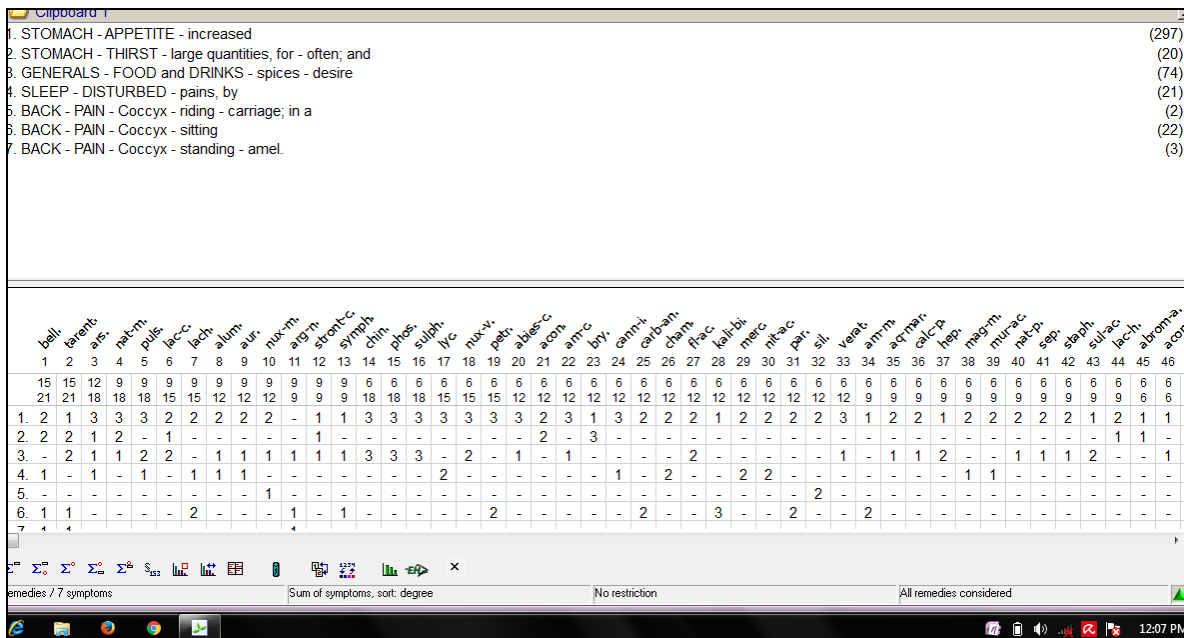 Clipboard 1
1. STOMACH - APPETITE - increased (297)
2. STOMACH - THIRST - large quantities, for - often; and (20)
3. GENERALS - FOOD and DRINKS - spices - desire (74)
4. SLEEP - DISTURBED - pains, by (21)
5. BACK - PAIN - Coccyx - riding - carriage; in a (2)
6. BACK - PAIN - Coccyx - sitting (22)
7. BACK - PAIN - Coccyx - standing - amel. (3)
bell. tarent. ars. nat-m. puls. lac-c. lach. alum. aur. nux-m. arg-n. stront-c. symph. chin. phos. sulph. lyc. nux-v. petr. abies-c. acon. am-c. bry. cann-i. carb-an. cham. fl-ac. kali-bi. merc. nit-ac. par. sil. verat. am-m. aq-mar. calc-p. hep. mag-m. mur-ac. nat-p. sep. staph. sul-ac. lac-h. abrom-a. acon
1 2 3 4 5 6 7 8 9 10 11 12 13 14 15 16 17 18 19 20 21 22 23 24 25 26 27 28 29 30 31 32 33 34 35 36 37 38 39 40 41 42 43 44 45 46
15 15 12 9 9 9 9 9 9 9 9 9 9 6 6 6 6 6 6 6 6 6 6 6 6 6 6 6 6 6 6 6 6 6 6 6 6 6 6 6 6 6 6 6 6 6
21 21 18 18 18 15 15 12 12 12 9 9 9 18 18 18 15 15 15 12 12 12 12 12 12 12 12 12 12 12 12 12 12 9 9 9 9 9 9 9 9 9 9 9 6 6
1. 2 1 3 3 3 2 2 2 2 2 - 1 1 3 3 3 3 3 3 3 2 3 1 3 2 2 2 1 2 2 2 2 3 1 2 2 1 2 2 2 2 2 1 2 1 1
2. 2 2 1 2 - 1 - - - - - 1 - - - - - - - - 2 - 3 - - - - - - - - - - - - - - - - - - - - 1 1 -
3. - 2 1 1 2 2 - 1 1 1 1 1 1 3 3 3 - 2 - 1 - 1 - - - - 2 - - - - - 1 - 1 1 2 - - 1 1 1 2 - - 1
4. 1 - 1 - 1 - 1 1 1 - - - - - - - 2 - - - - - - 1 - 2 - - 2 2 - - - - - - - 1 1 - - - - - - -
5. - - - - - - - - - 1 - - - - - - - - - - - - - - - - - - - - - 2 - - - - - - - - - - - - - -
6. 1 1 - - - - 2 - - - 1 - 1 - - - - - 2 - - - - - 2 - - 3 - - 2 - - 2 - - - - - - - - - - - -
7. 1 1 1
emedies / 7 symptoms Sum of symptoms, sort: degree No restriction All remedies considered
12:07 PM